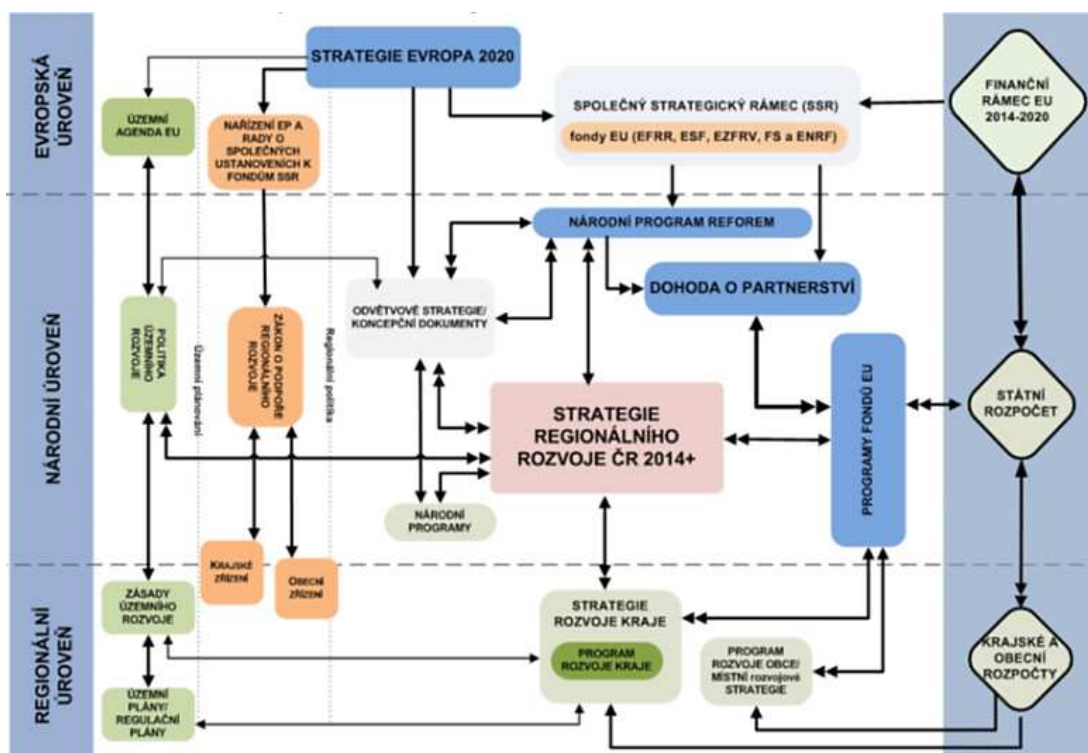 EVROPSKÁ
ÚROVEŇ
STRATEGIE EVROPA 2020
ÚZEMNÍ
AGENDA EU
NAŘÍZENÍ EP A
RADY O
SPOLEČNÝCH
USTANOVENÍCH K
FONDŮM SSR
SPOLEČNÝ STRATEGICKÝ RÁMEC (SSR)
fondy EU (EFRR, ESF, EZFRV, FS a ENRF)
FINANČNÍ
RÁMEC EU
2014-2020
NÁRODNÍ ÚROVEŇ
NÁRODNÍ PROGRAM REFOREM
DOHODA O PARTNERSTVÍ
ODVĚTVOVÉ STRATEGIE/
KONCEPČNÍ DOKUMENTY
POLITIKA
ÚZEMNÍHO
ROZVOJE
Územní plánování
ZÁKON O PODPOŘE
REGIONÁLNÍHO
ROZVOJE
Regionální politika
STRATEGIE
REGIONÁLNÍHO
ROZVOJE ČR 2014+
PROGRAMY FONDŮ EU
STÁTNÍ
ROZPOČET
NÁRODNÍ
PROGRAMY
KRAJSKÉ
ZŘÍZENÍ
OBECNÍ
ZŘÍZENÍ
REGIONÁLNÍ
ÚROVEŇ
ZÁSADY
ÚZEMNÍHO
ROZVOJE
STRATEGIE
ROZVOJE KRAJE
PROGRAM
ROZVOJE KRAJE
PROGRAM
ROZVOJE OBCE/
MÍSTNÍ rozvojové
STRATEGIE
KRAJSKÉ A
OBECNÍ
ROZPOČTY
ÚZEMNÍ
PLÁNY/
REGULAČNÍ
PLÁNY